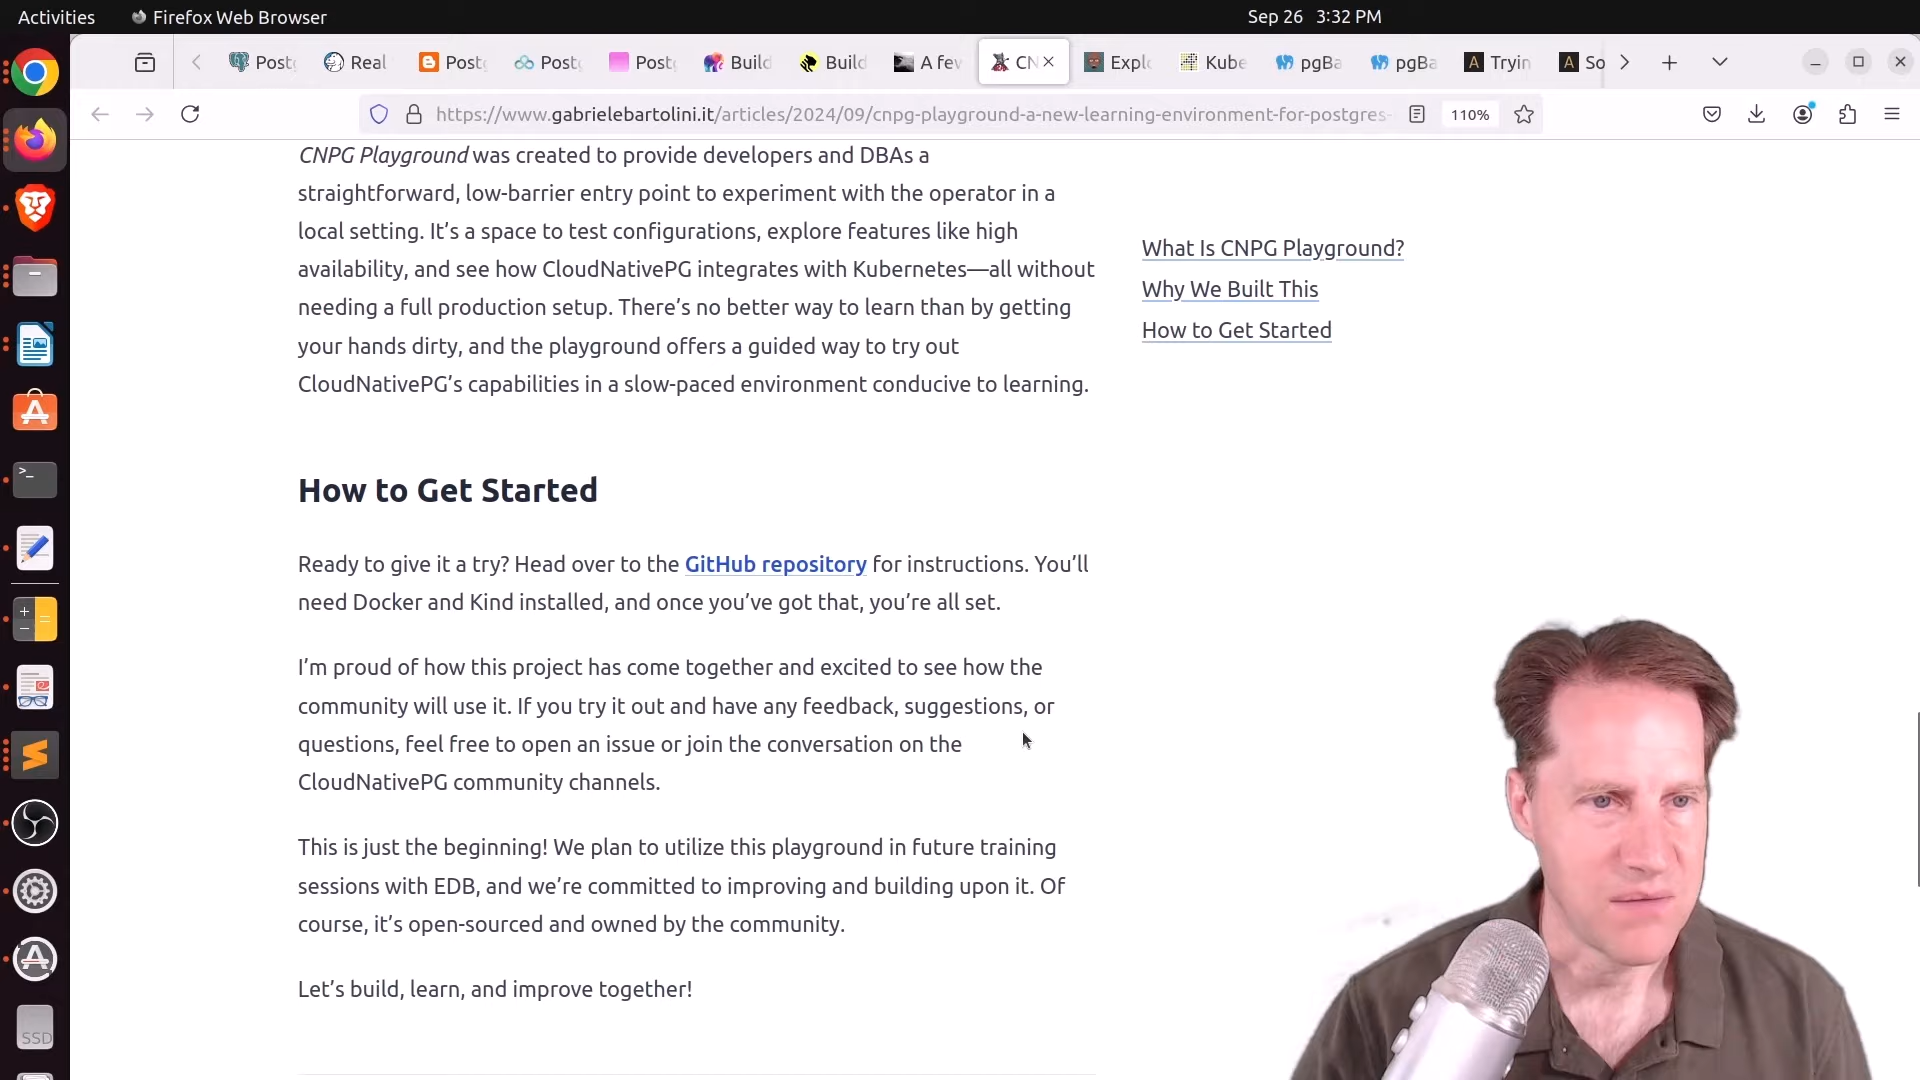 Activities
Firefox Web Browser
Sep 26 3:32 PM
Postg
Real
Postg
Postg
Postg
Build
Build
A few
CN
Explo
Kube
pgBa
pgBa
Tryin
So
https://www.gabrielebartolini.it/articles/2024/09/cnpg-playground-a-new-learning-environment-for-postgres-
110%
CNPG Playground was created to provide developers and DBAs a
straightforward, low-barrier entry point to experiment with the operator in a
local setting. It’s a space to test configurations, explore features like high
availability, and see how CloudNativePG integrates with Kubernetes—all without
needing a full production setup. There’s no better way to learn than by getting
your hands dirty, and the playground offers a guided way to try out
CloudNativePG’s capabilities in a slow-paced environment conducive to learning.
What Is CNPG Playground?
Why We Built This
How to Get Started
How to Get Started
Ready to give it a try? Head over to the GitHub repository for instructions. You’ll
need Docker and Kind installed, and once you’ve got that, you’re all set.
I’m proud of how this project has come together and excited to see how the
community will use it. If you try it out and have any feedback, suggestions, or
questions, feel free to open an issue or join the conversation on the
CloudNativePG community channels.
This is just the beginning! We plan to utilize this playground in future training
sessions with EDB, and we’re committed to improving and building upon it. Of
course, it’s open-sourced and owned by the community.
Let’s build, learn, and improve together!
SSD